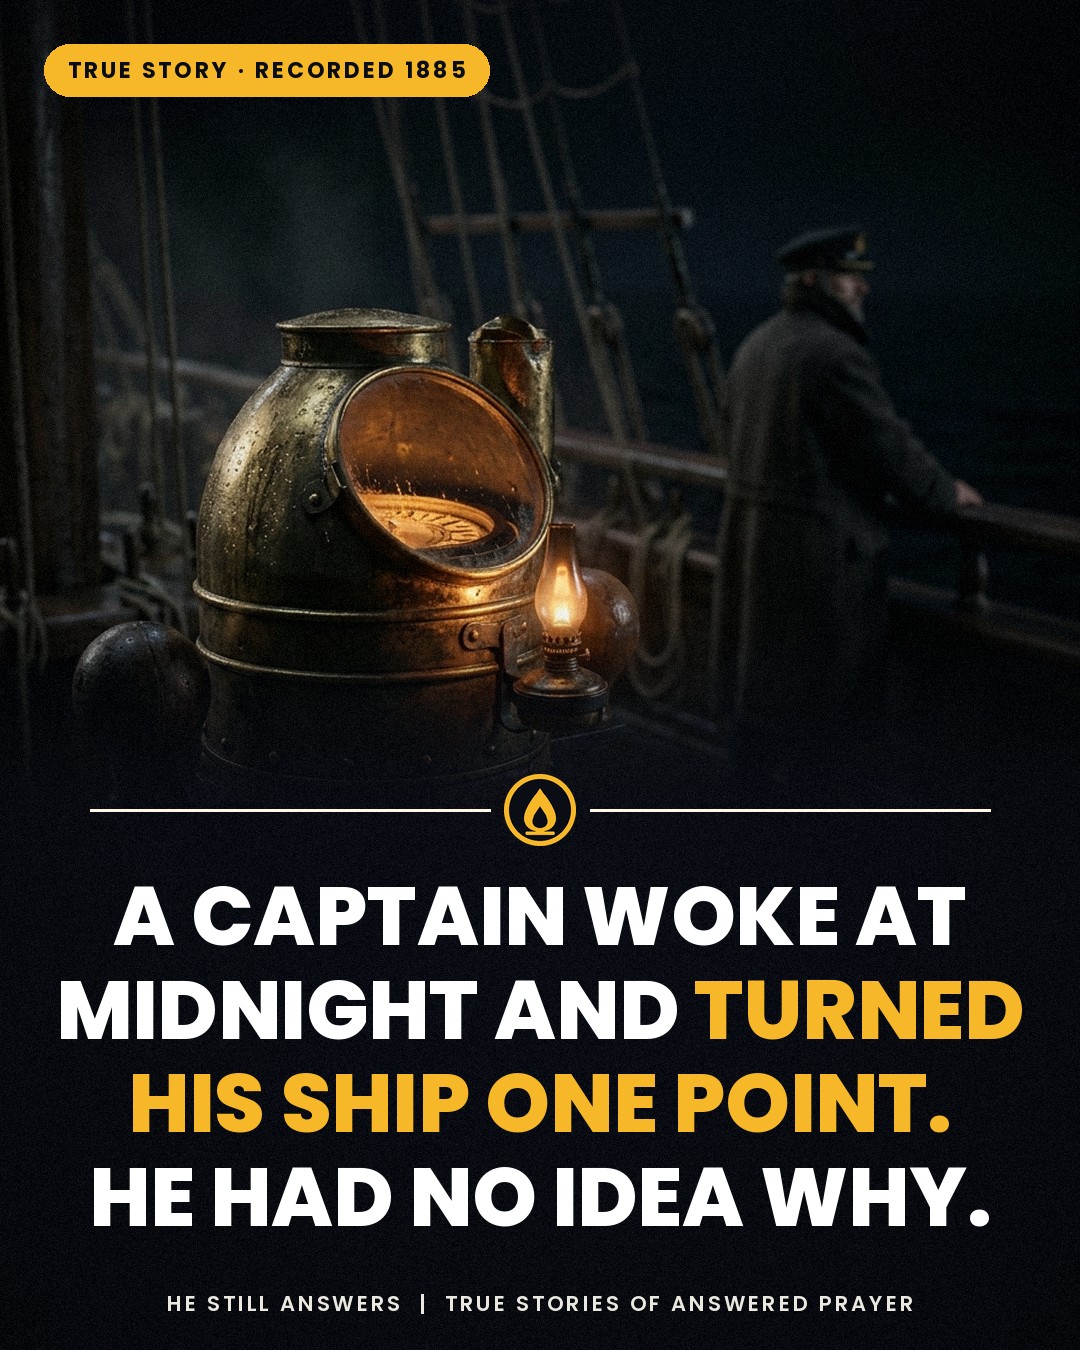 TRUE STORY · RECORDED 1885
A CAPTAIN WOKE AT
MIDNIGHT AND TURNED
HIS SHIP ONE POINT.
HE HAD NO IDEA WHY.
HE STILL ANSWERS | TRUE STORIES OF ANSWERED PRAYER